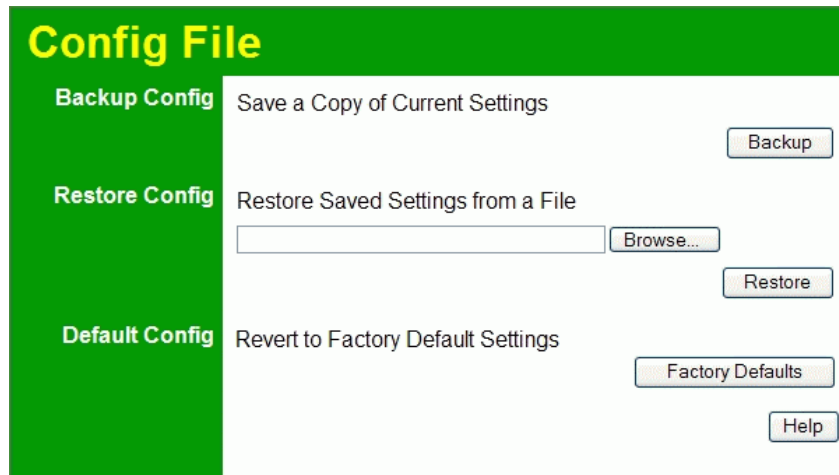 Config File
Backup Config
Save a Copy of Current Settings
Backup
Restore Config
Restore Saved Settings from a File
Browse...
Restore
Default Config
Revert to Factory Default Settings
Factory Defaults
Help